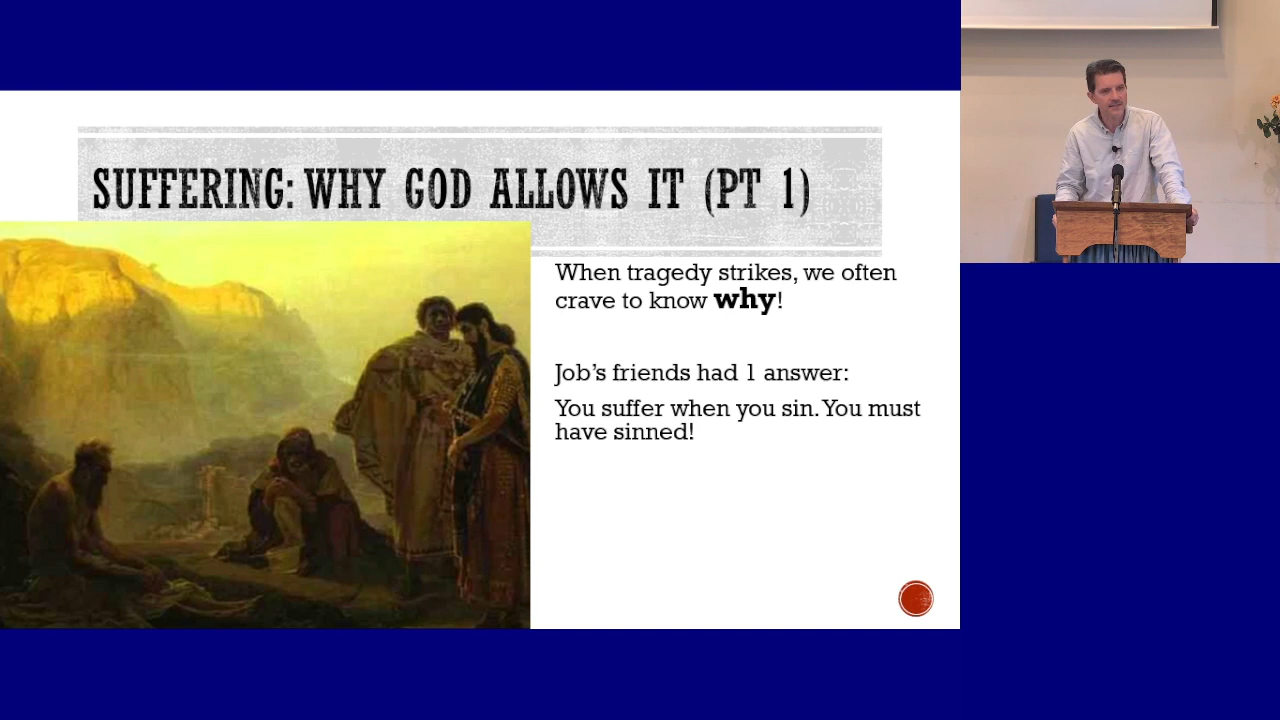 SUFFERING: WHY GOD ALLOWS IT (PT 1)
When tragedy strikes, we often
crave to know why!
Job’s friends had 1 answer:
You suffer when you sin. You must
have sinned!